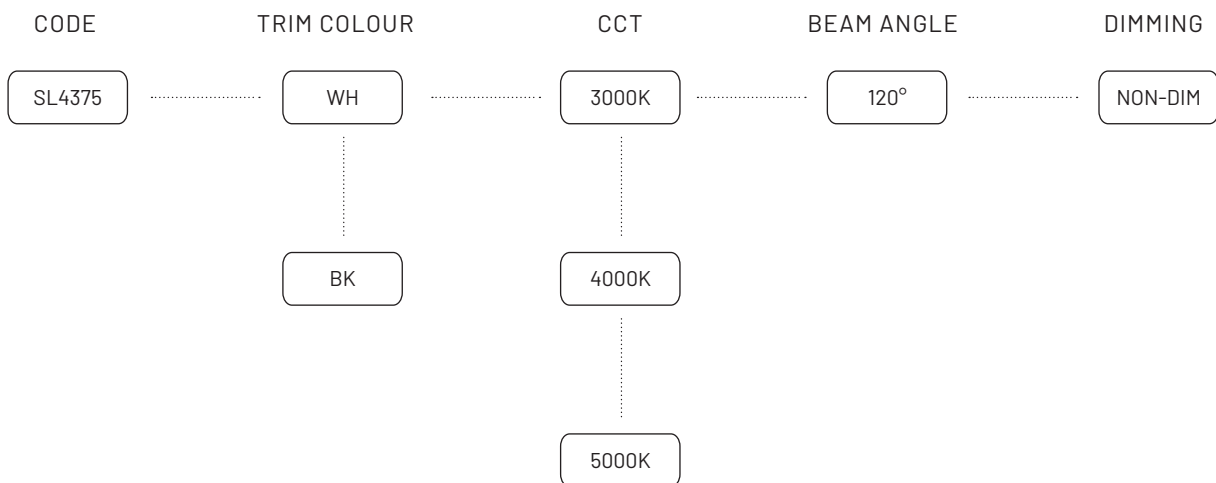 CODE TRIM COLOUR CCT BEAM ANGLE DIMMING
SL4375 WH 3000K 120° NON-DIM
BK 4000K
5000K